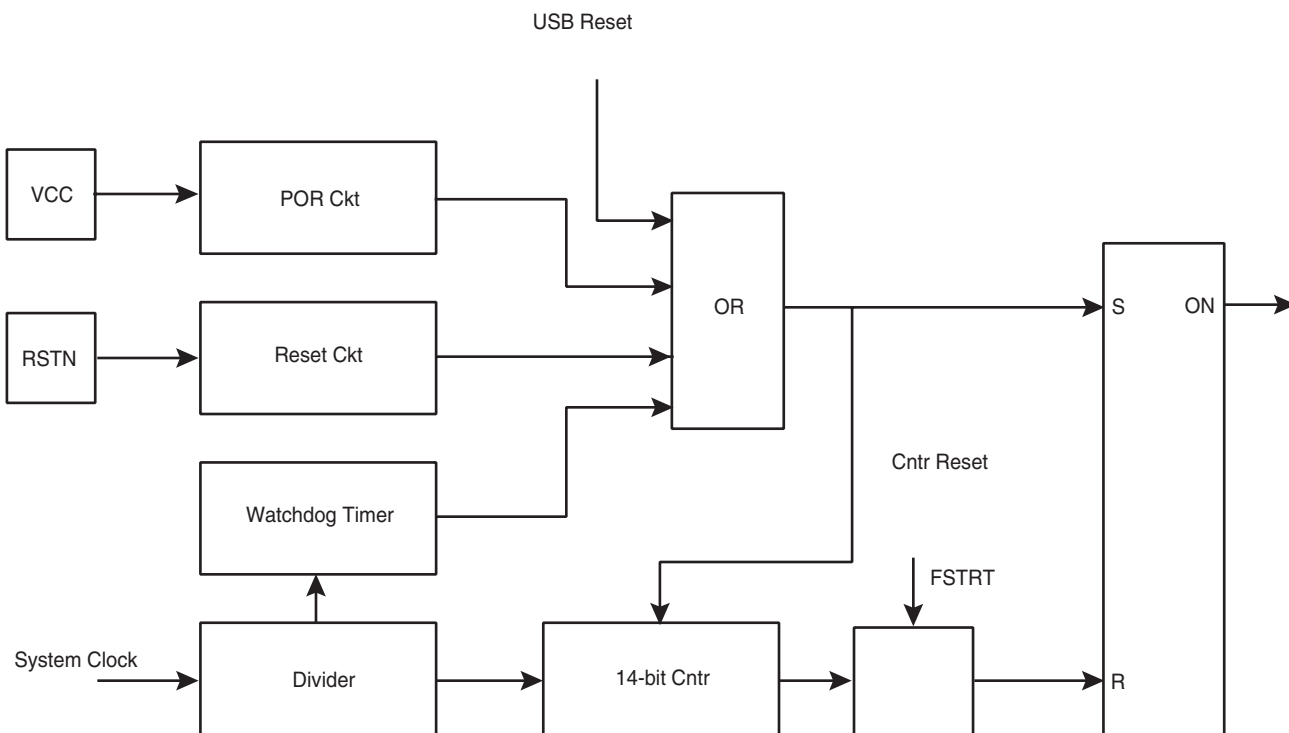 USB Reset
VCC
POR Ckt
OR
S
ON
RSTN
Reset Ckt
Cntr Reset
Watchdog Timer
FSTRT
System Clock
Divider
14-bit Cntr
R